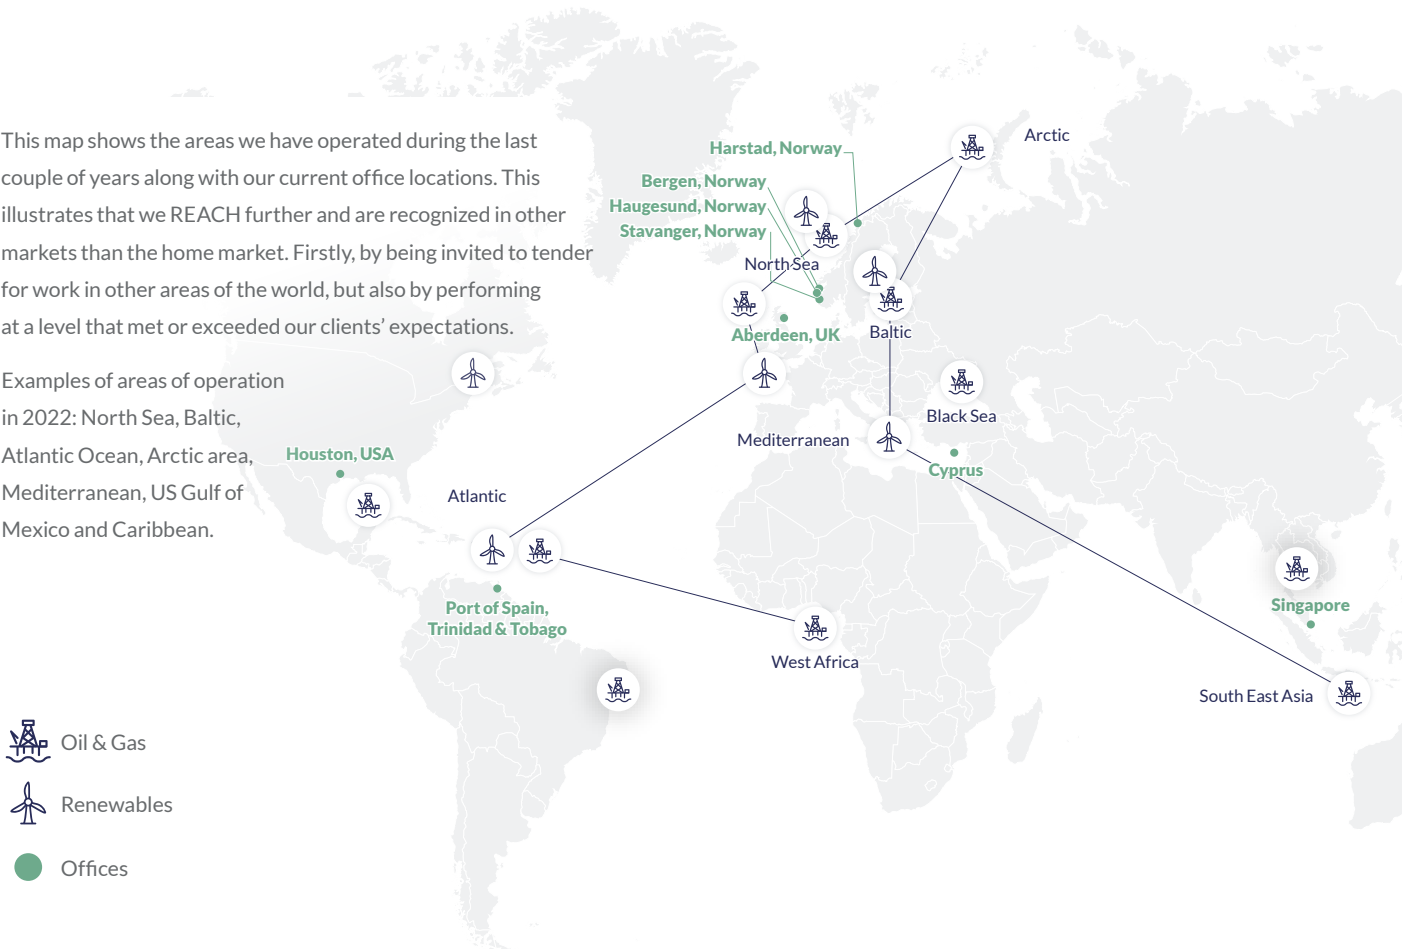 This map shows the areas we have operated during the last
couple of years along with our current office locations. This
illustrates that we REACH further and are recognized in other
markets than the home market. Firstly, by being invited to tender
for work in other areas of the world, but also by performing
at a level that met or exceeded our clients’ expectations.
Examples of areas of operation
in 2022: North Sea, Baltic,
Atlantic Ocean, Arctic area,
Mediterranean, US Gulf of
Mexico and Caribbean.
Arctic
Harstad, Norway
Bergen, Norway
Haugesund, Norway
Stavanger, Norway
North Sea
Aberdeen, UK
Baltic
Black Sea
Mediterranean
Cyprus
Houston, USA
Atlantic
Port of Spain,
Trinidad & Tobago
West Africa
Singapore
South East Asia
Oil & Gas
Renewables
Offices